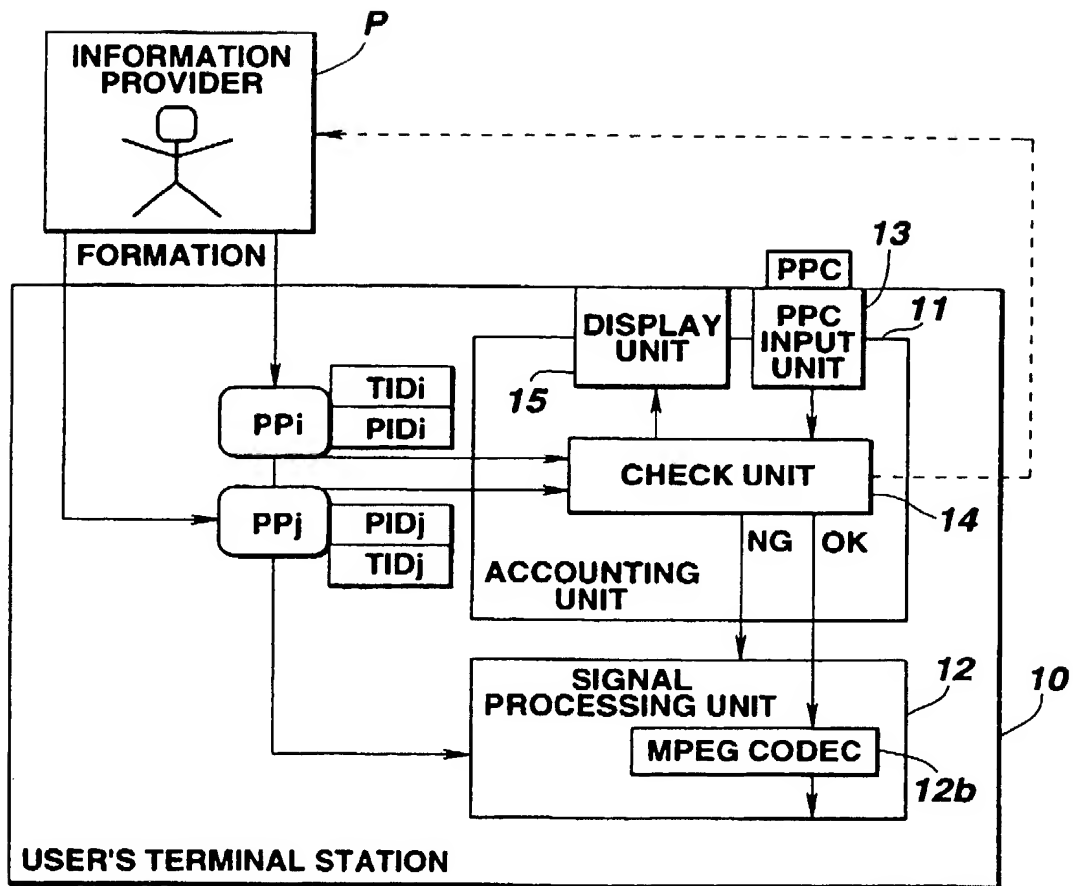 P
INFORMATION
PROVIDER
FORMATION
13
PPC
11
DISPLAY
UNIT
PPC
INPUT
UNIT
15
TIDi
PPi
PIDi
CHECK UNIT
PPj
PIDj
TIDj
14
NG
OK
ACCOUNTING
UNIT
SIGNAL
PROCESSING UNIT
12
10
MPEG CODEC
12b
USER'S TERMINAL STATION